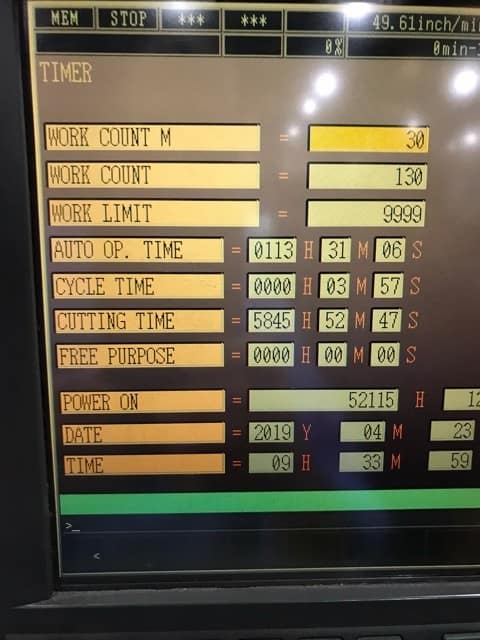 MEM STOP *** *** 49.61inch/mi
0% 0min-
TIMER
WORK COUNT M = 30
WORK COUNT = 130
WORK LIMIT = 9999
AUTO OP. TIME = 0113 H 31 M 06 S
CYCLE TIME = 0000 H 03 M 57 S
CUTTING TIME = 5845 H 52 M 47 S
FREE PURPOSE = 0000 H 00 M 00 S
POWER ON = 52115 H 12
DATE = 2019 Y 04 M 23
TIME = 09 H 33 M 59
>_
<